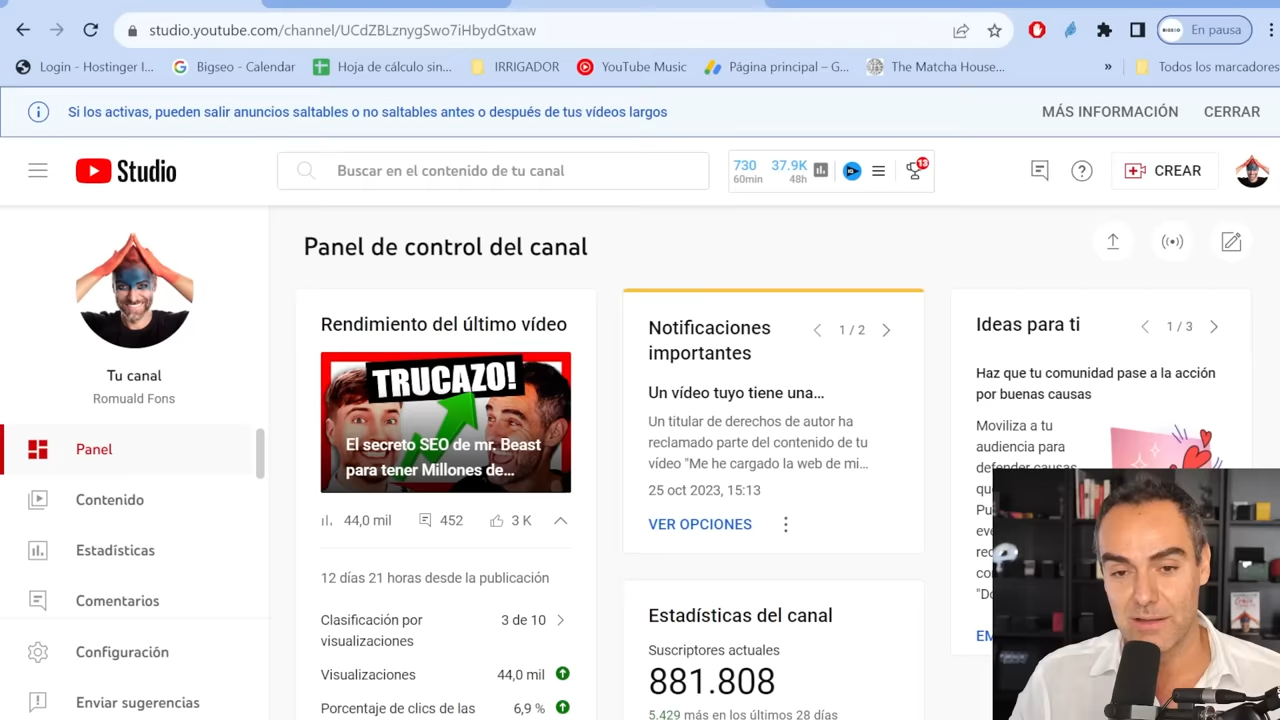 studio.youtube.com/channel/UCdZBLznygSwo7iHbydGtxaw
En pausa
Login - Hostinger I...
Bigseo - Calendar
Hoja de cálculo sin...
IRRIGADOR
YouTube Music
Página principal – G...
The Matcha House...
»
Todos los marcadores
Si los activas, pueden salir anuncios saltables o no saltables antes o después de tus vídeos largos
MÁS INFORMACIÓN
CERRAR
Studio
Buscar en el contenido de tu canal
730
60min
37.9K
48h
13
CREAR
Tu canal
Romuald Fons
Panel
Contenido
Estadísticas
Comentarios
Configuración
Enviar sugerencias
Panel de control del canal
Rendimiento del último vídeo
TRUCAZO!
El secreto SEO de mr. Beast
para tener Millones de...
44,0 mil
452
3 K
12 días 21 horas desde la publicación
Clasificación por
visualizaciones
3 de 10
Visualizaciones
44,0 mil
Porcentaje de clics de las
6,9 %
Notificaciones
importantes
1 / 2
Un vídeo tuyo tiene una...
Un titular de derechos de autor ha
reclamado parte del contenido de tu
vídeo "Me he cargado la web de mi...
25 oct 2023, 15:13
VER OPCIONES
Estadísticas del canal
Suscriptores actuales
881.808
5.429 más en los últimos 28 días
Ideas para ti
1 / 3
Haz que tu comunidad pase a la acción
por buenas causas
Moviliza a tu
audiencia para
defender causas